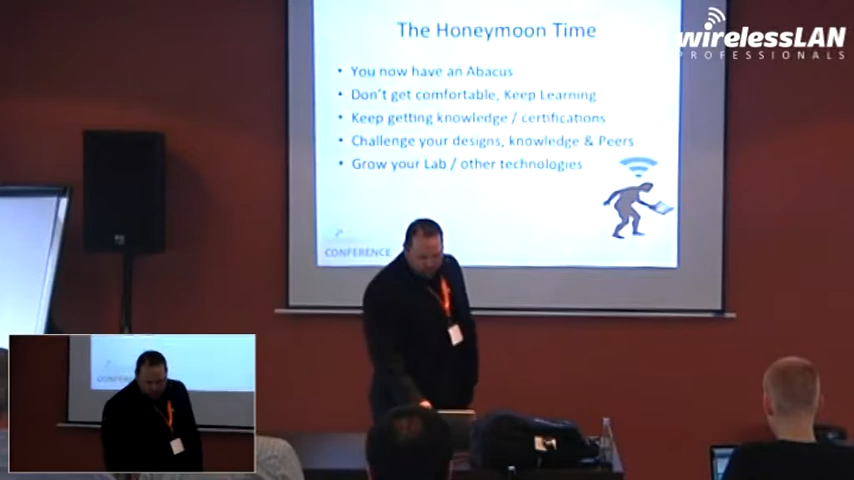 The Honeymoon Time
wirelessLAN
PROFESSIONALS
• You now have an Abacus
• Don't get comfortable, Keep Learning
• Keep getting knowledge / certifications
• Challenge your designs, knowledge & Peers
• Grow your Lab / other technologies
CONFERENCE